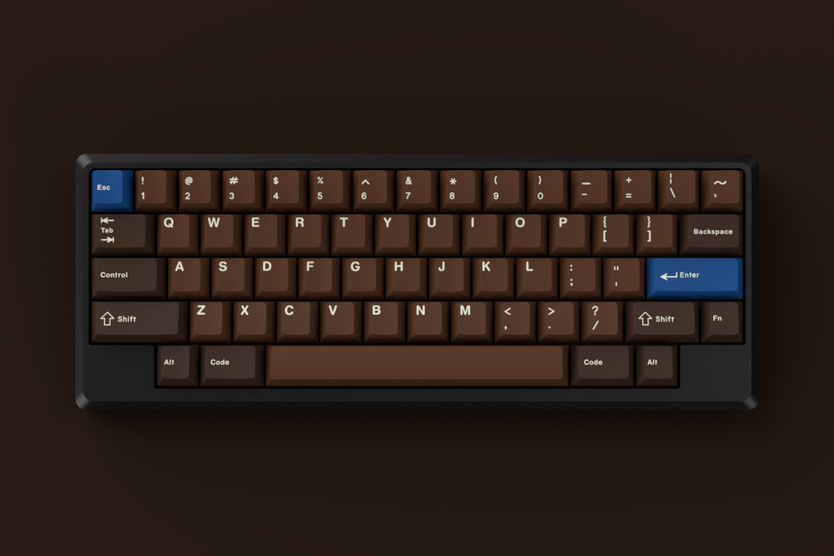 Esc ! 1 @ 2 # 3 $ 4 % 5 ^ 6 & 7 * 8 ( 9 ) 0 _ - + = ¦ \ ~ `
Tab Q W E R T Y U I O P { [ } ] Backspace
Control A S D F G H J K L : ; " ' Enter
Shift Z X C V B N M < , > . ? / Shift Fn
Alt Code Code Alt